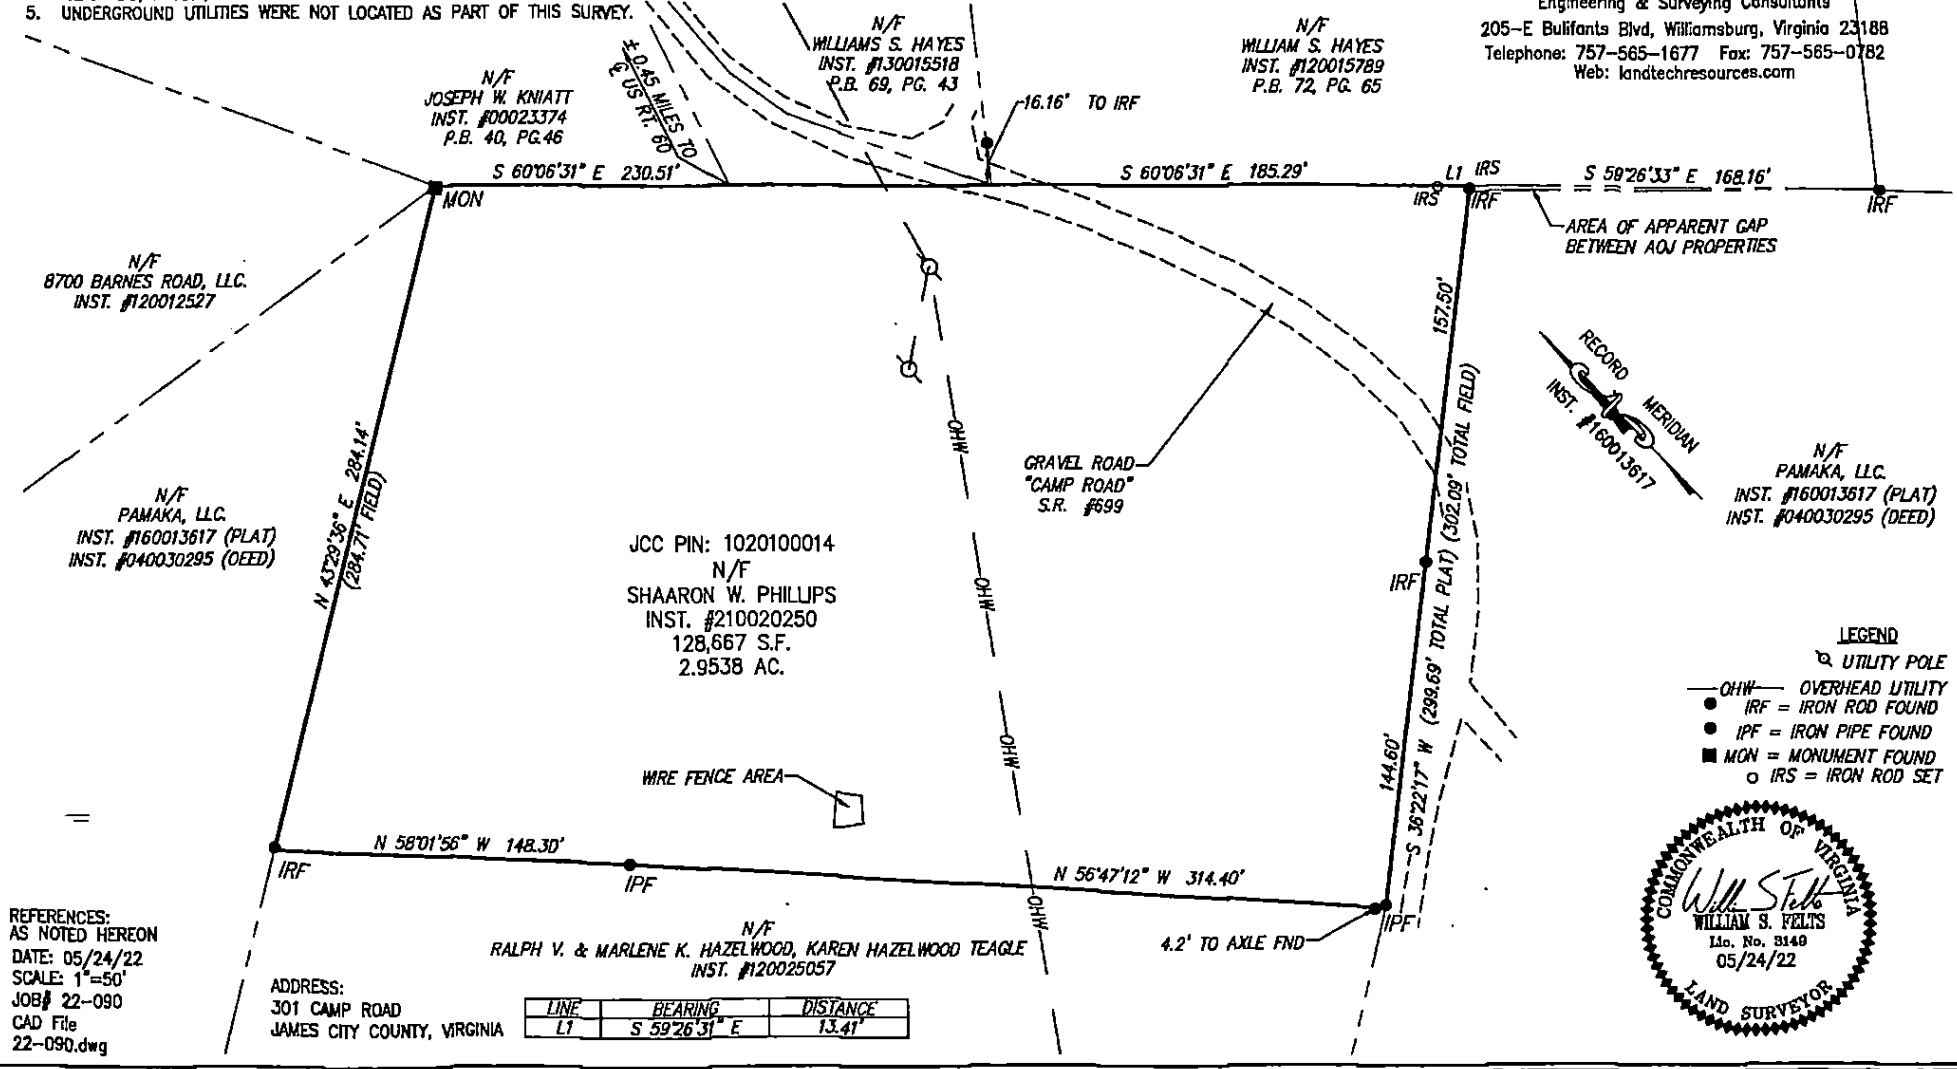 5. UNDERGROUND UTILITIES WERE NOT LOCATED AS PART OF THIS SURVEY.
Engineering & Surveying Consultants
205-E Bulifants Blvd, Williamsburg, Virginia 23188
Telephone: 757-565-1677 Fax: 757-565-0782
Web: landtechresources.com
N/F
JOSEPH W. KNIATT
INST. #00023374
P.B. 40, PG.46
±0.45 MILES TO
℄ US RT. 60
N/F
WILLIAMS S. HAYES
INST. #130015518
P.B. 69, PG. 43
N/F
WILLIAM S. HAYES
INST. #120015789
P.B. 72, PG. 65
16.16' TO IRF
S 60°06'31" E 230.51'
S 60°06'31" E 185.29'
L1
IRS
S 59°26'33" E 168.16'
MON
IRS
IRF
IRF
AREA OF APPARENT GAP
BETWEEN ADJ PROPERTIES
N/F
8700 BARNES ROAD, LLC.
INST. #120012527
N/F
PAMAKA, LLC.
INST. #160013617 (PLAT)
INST. #040030295 (DEED)
N 43°29'36" E 284.14'
(284.71' FIELD)
JCC PIN: 1020100014
N/F
SHAARON W. PHILLIPS
INST. #210020250
128,667 S.F.
2.9538 AC.
OHW
OHW
OHW
OHW
GRAVEL ROAD
"CAMP ROAD"
S.R. #699
157.50'
IRF
144.60'
S 36°22'17" W (299.69' TOTAL PLAT) (302.09' TOTAL FIELD)
RECORD MERIDIAN
INST. #160013617
N/F
PAMAKA, LLC.
INST. #160013617 (PLAT)
INST. #040030295 (DEED)
LEGEND
UTILITY POLE
OHW OVERHEAD UTILITY
IRF = IRON ROD FOUND
IPF = IRON PIPE FOUND
MON = MONUMENT FOUND
IRS = IRON ROD SET
WIRE FENCE AREA
IRF
N 58°01'56" W 148.30'
IPF
N 56°47'12" W 314.40'
IPF
4.2' TO AXLE FND
N/F
RALPH V. & MARLENE K. HAZELWOOD, KAREN HAZELWOOD TEAGLE
INST. #120025057
COMMONWEALTH OF VIRGINIA
Will S Felts
WILLIAM S. FELTS
Lic. No. 3149
05/24/22
LAND SURVEYOR
REFERENCES:
AS NOTED HEREON
DATE: 05/24/22
SCALE: 1"=50'
JOB# 22-090
CAD File
22-090.dwg
ADDRESS:
301 CAMP ROAD
JAMES CITY COUNTY, VIRGINIA
LINE BEARING DISTANCE
L1 S 59°26'31" E 13.41'